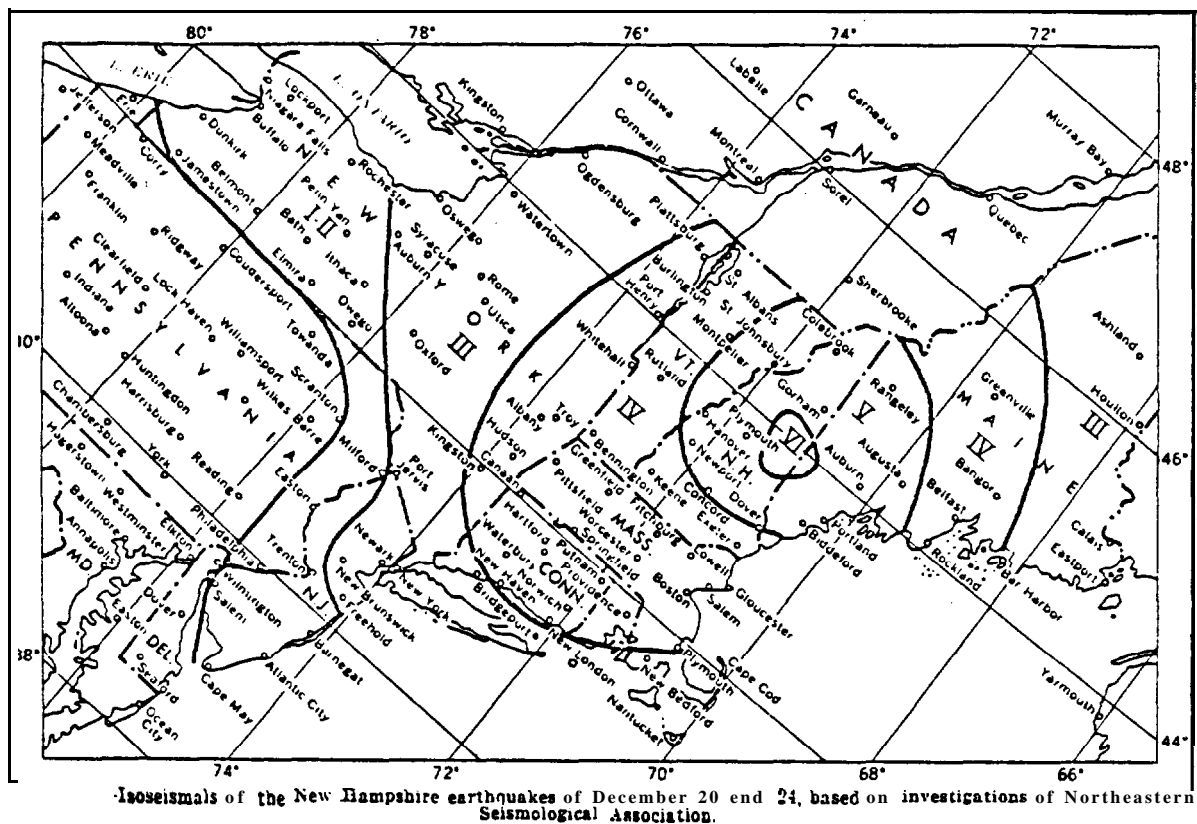 80°
78°
76°
74°
72°
L. ERIE
L. ONTARIO
Jefferson
Erie
Lockport
Niagara Falls
Buffalo
Dunkirk
Kingston
Ottawa
Labelle
CANADA
Garneau
Cornwall
Montreal
Murray Bay
48°
Meadville
Corry
Jamestown
Belmont
NEW YORK
Penn Yan
Rochester
Ogdensburg
Sorel
Quebec
Franklin
I-II
Bath
Oswego
Watertown
Plattsburg
PENNSYLVANIA
Ridgway
Clearfield
Coudersport
Elmira
Ithaca
Syracuse
Auburn
Rome
Burlington
St Albans
Sherbrooke
Indiana
Lock Haven
Owego
Utica
Port Henry
St Johnsbury
Colebrook
Ashland
Altoona
Williamsport
Towanda
III
Oxford
Whitehall
Montpelier
10°
VT.
Rutland
Huntingdon
Scranton
Wilkes Barre
Gorham
V
Rangeley
Greenville
MAINE
Houlton
III
Chambersburg
Harrisburg
Albany
Troy
IV
Plymouth
VI
IV
Hagerstown
York
Reading
Easton
Milford
Port Jervis
Kingston
Hudson
Canaan
Bennington
Greenfield
Hanover
N.H.
Newport
Auburn
Augusta
Bangor
46°
Baltimore
Westminster
Annapolis
Elkton
Philadelphia
Trenton
Newark
Hartford
Pittsfield
Keene
Concord
Exeter
Dover
Belfast
Calais
MD
Waterbury
Putnam
Worcester
Springfield
MASS
Fitchburg
Lowell
Portland
Biddeford
Rockland
Bar Harbor
Eastport
Wilmington
Salem
N.J.
New Brunswick
New York
New Haven
Norwich
CONN
Providence
Boston
Salem
Gloucester
Easton
Dover
DEL.
Freehold
Bridgeport
38°
Seaford
Barnegat
New London
Plymouth
Cape Cod
Ocean City
Cape May
Atlantic City
New Bedford
Nantucket
Yarmouth
44°
74°
72°
70°
68°
66°
Isoseismals of the New Hampshire earthquakes of December 20 end 24, based on investigations of Northeastern
Seismological Association.